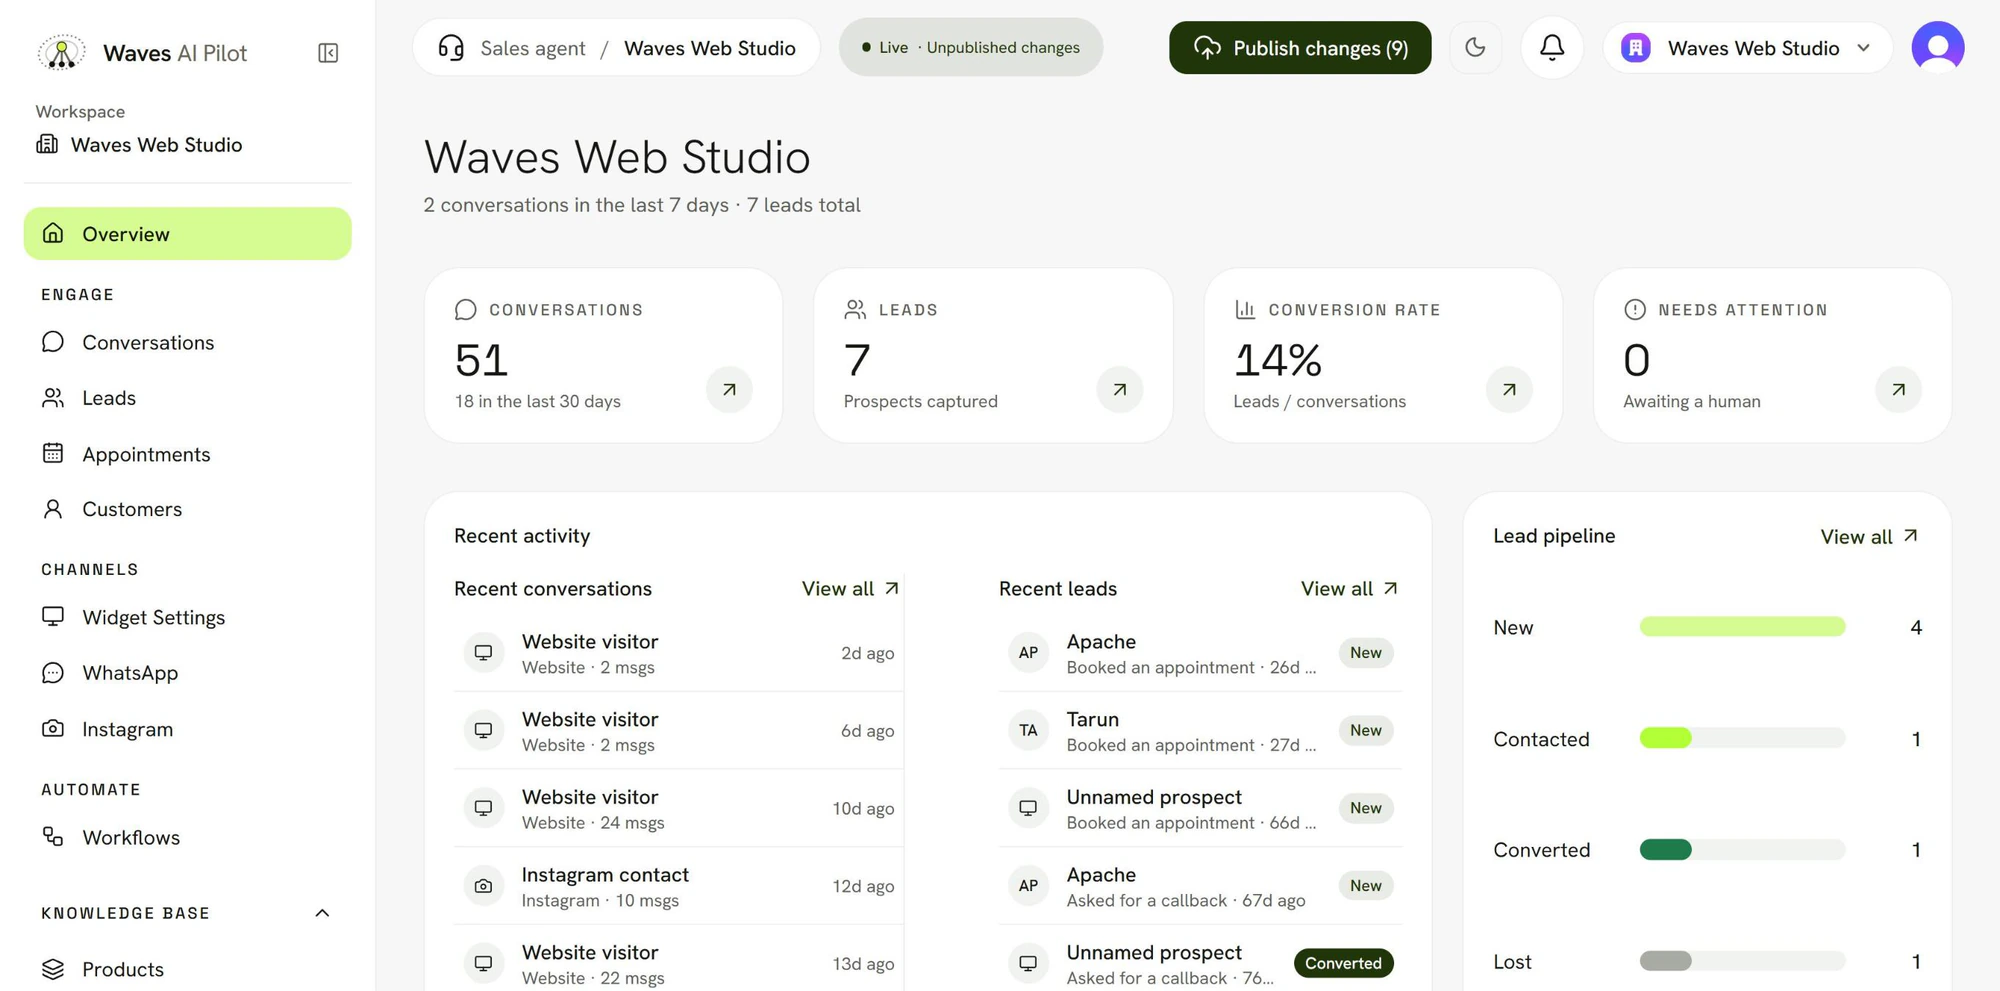 Waves AI Pilot
Workspace
Waves Web Studio
Overview
ENGAGE
Conversations
Leads
Appointments
Customers
CHANNELS
Widget Settings
WhatsApp
Instagram
AUTOMATE
Workflows
KNOWLEDGE BASE
Products
Sales agent / Waves Web Studio
Live · Unpublished changes
Publish changes (9)
Waves Web Studio
Waves Web Studio
2 conversations in the last 7 days · 7 leads total
CONVERSATIONS
51
18 in the last 30 days
LEADS
7
Prospects captured
CONVERSION RATE
14%
Leads / conversations
NEEDS ATTENTION
0
Awaiting a human
Recent activity
Recent conversations View all
Website visitor
Website · 2 msgs
2d ago
Website visitor
Website · 2 msgs
6d ago
Website visitor
Website · 24 msgs
10d ago
Instagram contact
Instagram · 10 msgs
12d ago
Website visitor
Website · 22 msgs
13d ago
Recent leads View all
AP
Apache
Booked an appointment · 26d ...
New
TA
Tarun
Booked an appointment · 27d ...
New
Unnamed prospect
Booked an appointment · 66d ...
New
AP
Apache
Asked for a callback · 67d ago
New
Unnamed prospect
Asked for a callback · 76...
Converted
Lead pipeline View all
New 4
Contacted 1
Converted 1
Lost 1